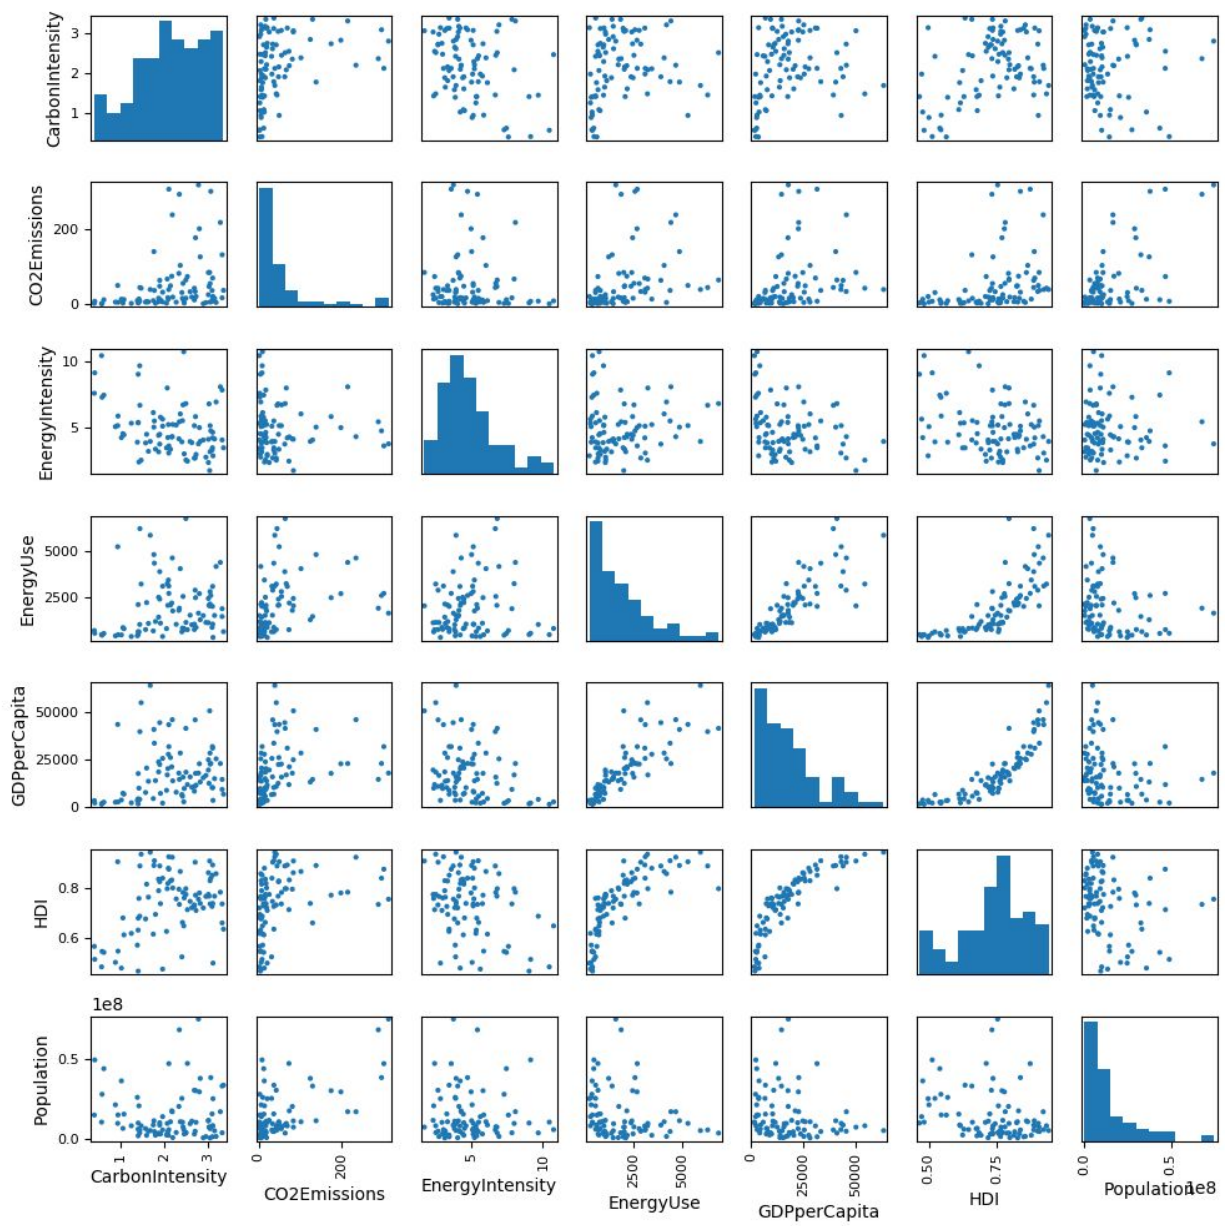 CarbonIntensity
3
2
1
CO2Emissions
200
0
EnergyIntensity
10
5
EnergyUse
5000
2500
GDPperCapita
50000
25000
0
HDI
0.8
0.6
1e8
Population
0.5
0.0
1 2 3
CarbonIntensity
0 200
CO2Emissions
5 10
EnergyIntensity
2500 5000
EnergyUse
0 25000 50000
GDPperCapita
0.50 0.75
HDI
0.0 0.5
Population 1e8